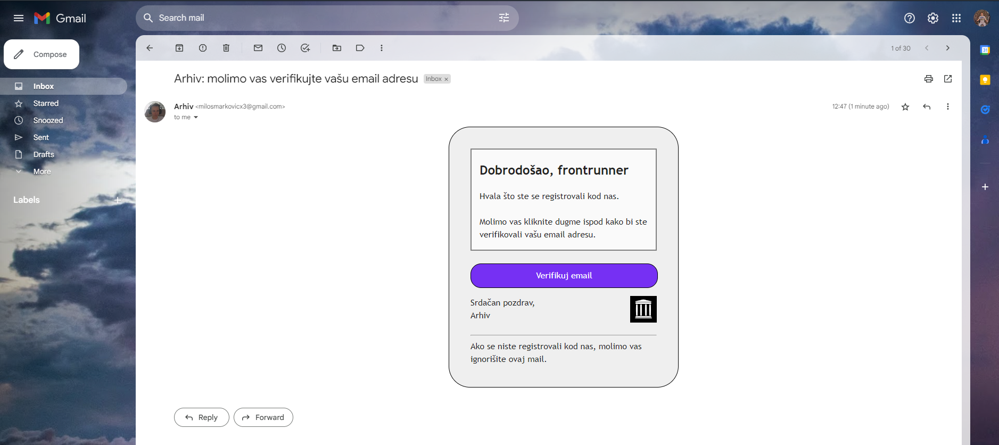 Gmail
Search mail
Compose
1 of 30
31
Inbox
Starred
Snoozed
Sent
Drafts
More
Labels
Arhiv: molimo vas verifikujte vašu email adresu
Inbox ×
Arhiv <milosmarkovicx3@gmail.com>
12:47 (1 minute ago)
to me
Dobrodošao, frontrunner
Hvala što ste se registrovali kod nas.
Molimo vas kliknite dugme ispod kako bi ste
verifikovali vašu email adresu.
Verifikuj email
Srdačan pozdrav,
Arhiv
Ako se niste registrovali kod nas, molimo vas
ignorišite ovaj mail.
Reply
Forward